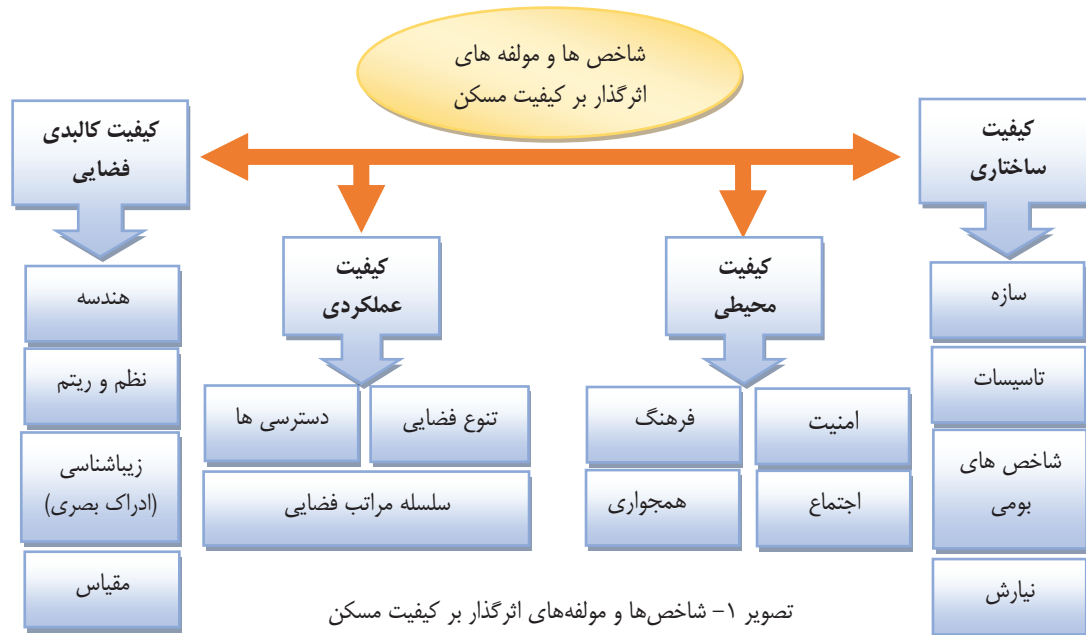 شاخص ها و مولفه های
اثرگذار بر کیفیت مسکن
کیفیت
ساختاری
سازه
تاسیسات
شاخص های
بومی
نیارش
کیفیت
محیطی
امنیت
فرهنگ
اجتماع
همجواری
کیفیت
عملکردی
تنوع فضایی
دسترسی ها
سلسله مراتب فضایی
کیفیت کالبدی
فضایی
هندسه
نظم و ریتم
زیباشناسی
(ادراک بصری)
مقیاس
تصویر ۱- شاخص‌ها و مولفه‌های اثرگذار بر کیفیت مسکن